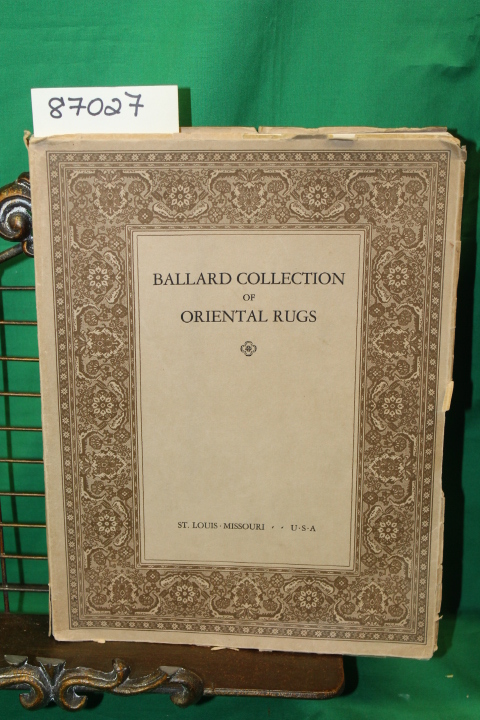 87027
BALLARD COLLECTION
OF
ORIENTAL RUGS
ST. LOUIS · MISSOURI · · U · S · A